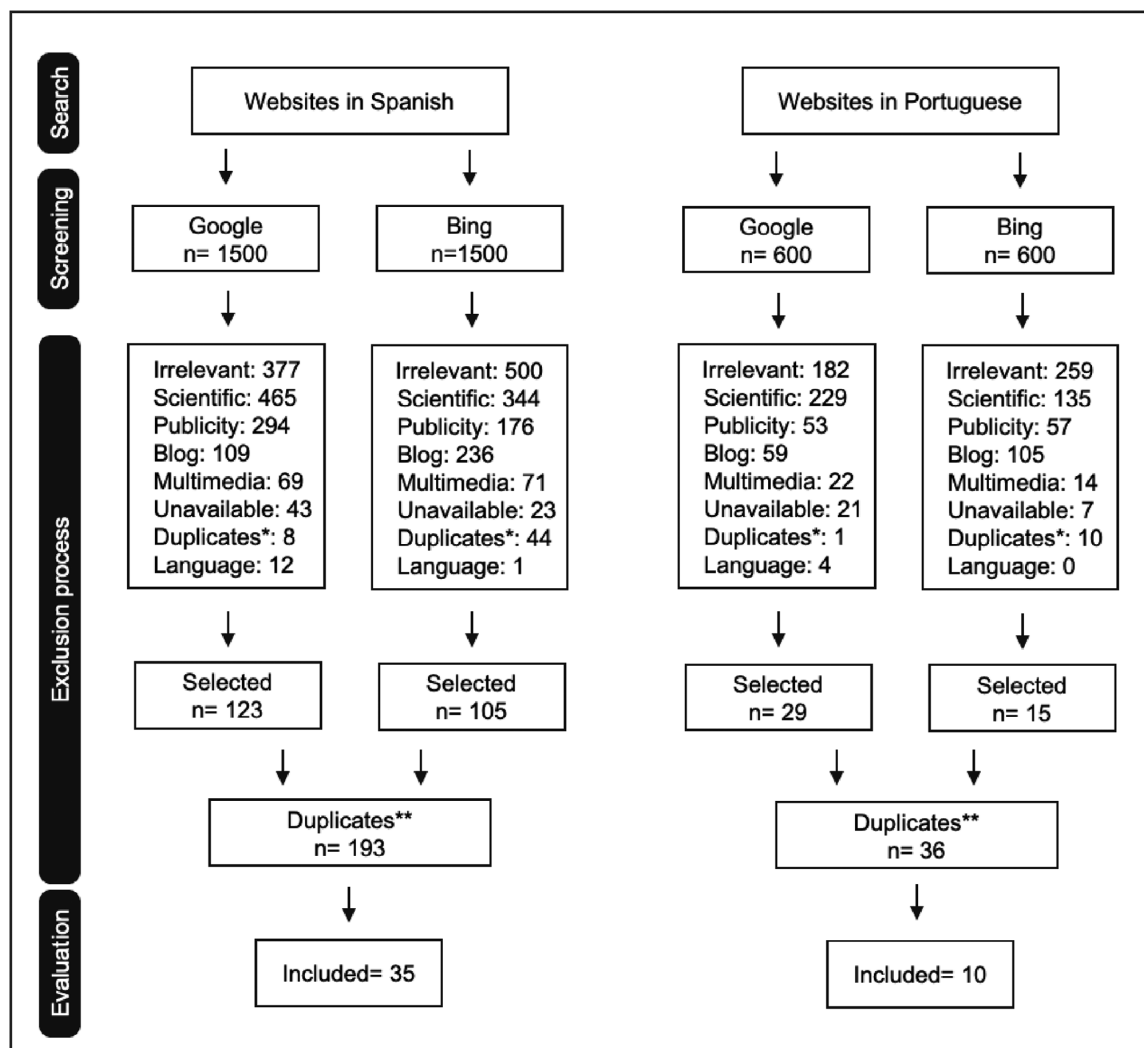 Search
Websites in Spanish
Websites in Portuguese
Screening
Google
n= 1500
Bing
n=1500
Google
n= 600
Bing
n= 600
Exclusion process
Irrelevant: 377
Scientific: 465
Publicity: 294
Blog: 109
Multimedia: 69
Unavailable: 43
Duplicates*: 8
Language: 12
Irrelevant: 500
Scientific: 344
Publicity: 176
Blog: 236
Multimedia: 71
Unavailable: 23
Duplicates*: 44
Language: 1
Irrelevant: 182
Scientific: 229
Publicity: 53
Blog: 59
Multimedia: 22
Unavailable: 21
Duplicates*: 1
Language: 4
Irrelevant: 259
Scientific: 135
Publicity: 57
Blog: 105
Multimedia: 14
Unavailable: 7
Duplicates*: 10
Language: 0
Selected
n= 123
Selected
n= 105
Selected
n= 29
Selected
n= 15
Duplicates**
n= 193
Duplicates**
n= 36
Evaluation
Included= 35
Included= 10